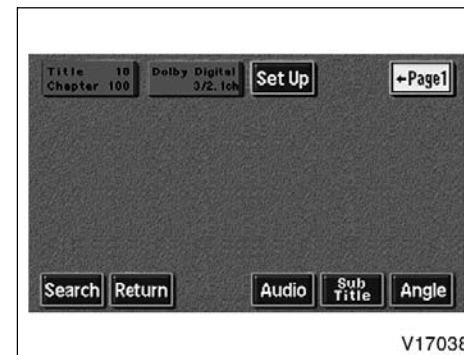 Title 10
Chapter 100
Dolby Digital
3/2.1ch
Set Up
←Page1
Search
Return
Audio
Sub
Title
Angle
V17038